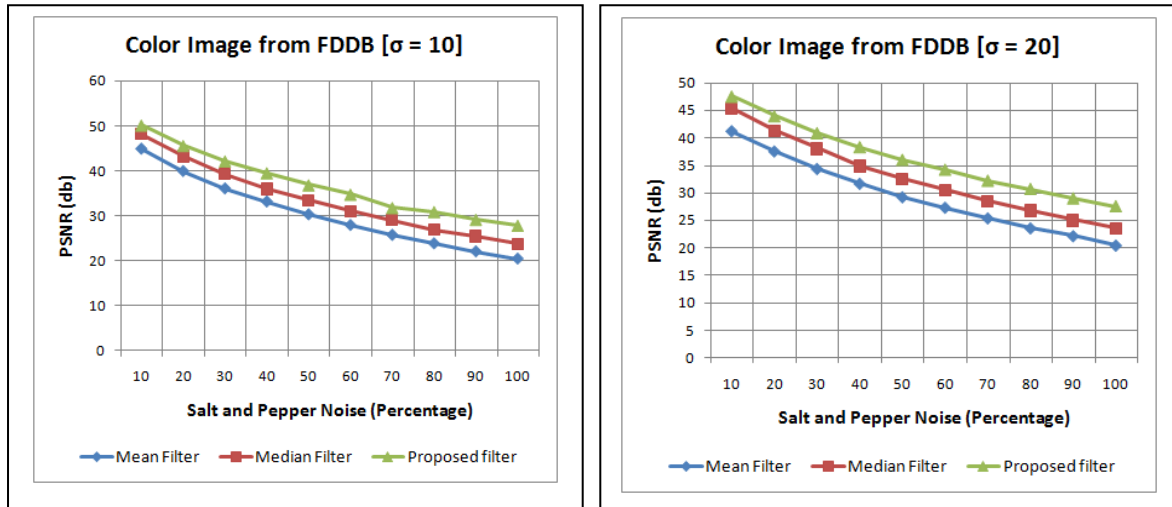 Color Image from FDDB [σ = 10]
60
50
40
30
20
10
0
PSNR (db)
10 20 30 40 50 60 70 80 90 100
Salt and Pepper Noise (Percentage)
Mean Filter Median Filter Proposed filter
Color Image from FDDB [σ = 20]
50
45
40
35
30
25
20
15
10
5
0
PSNR (db)
10 20 30 40 50 60 70 80 90 100
Salt and Pepper Noise (Percentage)
Mean Filter Median Filter Proposed filter